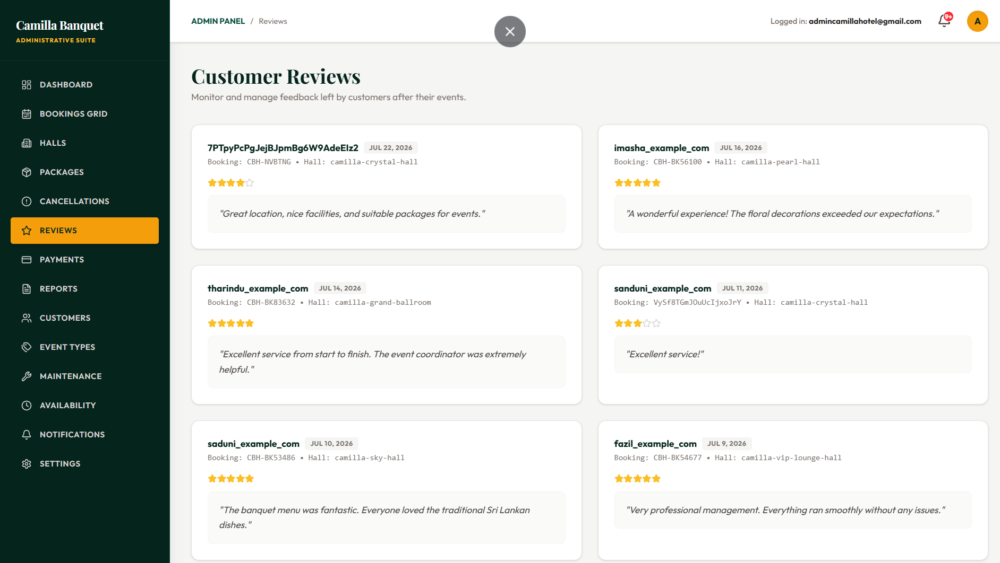 Camilla Banquet
ADMINISTRATIVE SUITE
DASHBOARD
BOOKINGS GRID
HALLS
PACKAGES
CANCELLATIONS
REVIEWS
PAYMENTS
REPORTS
CUSTOMERS
EVENT TYPES
MAINTENANCE
AVAILABILITY
NOTIFICATIONS
SETTINGS
ADMIN PANEL / Reviews
Logged in: admincamillahotel@gmail.com
9+
A
Customer Reviews
Monitor and manage feedback left by customers after their events.
7PTpyPcPgJejBJpmBg6W9AdeEIz2 JUL 22, 2026
Booking: CBH-NVBTNG • Hall: camilla-crystal-hall
"Great location, nice facilities, and suitable packages for events."
imasha_example_com JUL 16, 2026
Booking: CBH-BK56100 • Hall: camilla-pearl-hall
"A wonderful experience! The floral decorations exceeded our expectations."
tharindu_example_com JUL 14, 2026
Booking: CBH-BK83632 • Hall: camilla-grand-ballroom
"Excellent service from start to finish. The event coordinator was extremely
helpful."
sanduni_example_com JUL 11, 2026
Booking: VySf8TGmJOuUcIjxoJrY • Hall: camilla-crystal-hall
"Excellent service!"
saduni_example_com JUL 10, 2026
Booking: CBH-BK53486 • Hall: camilla-sky-hall
"The banquet menu was fantastic. Everyone loved the traditional Sri Lankan
dishes."
fazil_example_com JUL 9, 2026
Booking: CBH-BK54677 • Hall: camilla-vip-lounge-hall
"Very professional management. Everything ran smoothly without any issues."